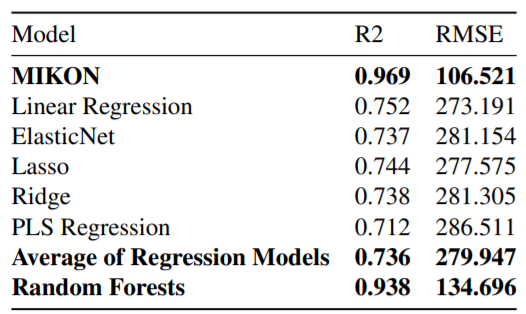 Model R2 RMSE
MIKON 0.969 106.521
Linear Regression 0.752 273.191
ElasticNet 0.737 281.154
Lasso 0.744 277.575
Ridge 0.738 281.305
PLS Regression 0.712 286.511
Average of Regression Models 0.736 279.947
Random Forests 0.938 134.696